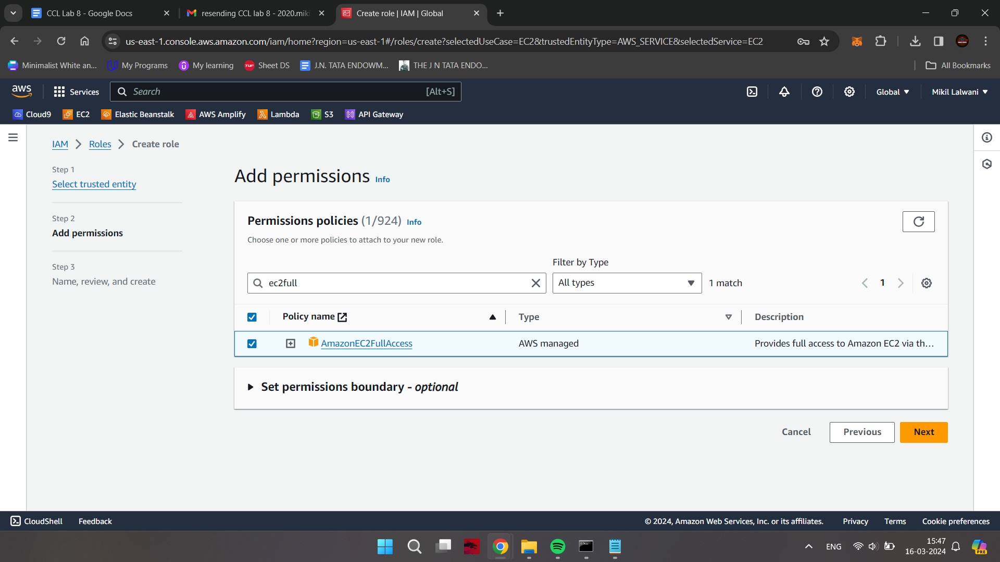 CCL Lab 8 - Google Docs
resending CCL lab 8 - 2020.miki
Create role | IAM | Global
us-east-1.console.aws.amazon.com/iam/home?region=us-east-1#/roles/create?selectedUseCase=EC2&trustedEntityType=AWS_SERVICE&selectedService=EC2
Minimalist White an...
My Programs
My learning
TUF Sheet DS
J.N. TATA ENDOWM...
THE J N TATA ENDO...
All Bookmarks
aws
Services
Search
[Alt+S]
Global
Mikil Lalwani
Cloud9
EC2
Elastic Beanstalk
AWS Amplify
Lambda
S3
API Gateway
IAM
Roles
Create role
Step 1
Select trusted entity
Step 2
Add permissions
Step 3
Name, review, and create
Add permissions Info
Permissions policies (1/924) Info
Choose one or more policies to attach to your new role.
Filter by Type
ec2full
All types
1 match
1
Policy name
Type
Description
AmazonEC2FullAccess
AWS managed
Provides full access to Amazon EC2 via th...
Set permissions boundary - optional
Cancel
Previous
Next
CloudShell
Feedback
© 2024, Amazon Web Services, Inc. or its affiliates.
Privacy
Terms
Cookie preferences
ENG
15:47
16-03-2024
PRE